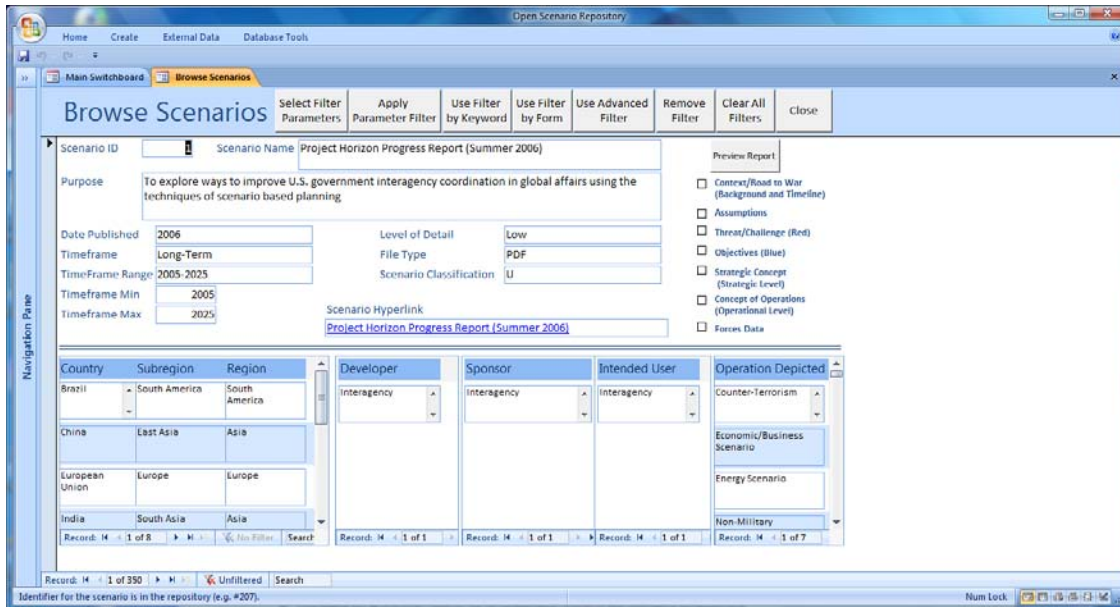 Open Scenario Repository
Home Create External Data Database Tools
Main Switchboard Browse Scenarios
Browse Scenarios
Select Filter Parameters
Apply Parameter Filter
Use Filter by Keyword
Use Filter by Form
Use Advanced Filter
Remove Filter
Clear All Filters
Close
Scenario ID 1 Scenario Name Project Horizon Progress Report (Summer 2006)
Preview Report
Purpose To explore ways to improve U.S. government interagency coordination in global affairs using the
techniques of scenario based planning
Context/Road to War
(Background and Timeline)
Assumptions
Date Published 2006 Level of Detail Low
Threat/Challenge (Red)
Timeframe Long-Term File Type PDF
Objectives (Blue)
TimeFrame Range 2005-2025 Scenario Classification U
Strategic Concept
(Strategic Level)
Timeframe Min 2005
Concept of Operations
(Operational Level)
Timeframe Max 2025
Scenario Hyperlink
Project Horizon Progress Report (Summer 2006)
Forces Data
Navigation Pane
Country Subregion Region
Brazil South America South
America
China East Asia Asia
European
Union
Europe Europe
India South Asia Asia
Record: 1 of 8 No Filter Search
Developer
Interagency
Record: 1 of 1
Sponsor
Interagency
Record: 1 of 1
Intended User
Interagency
Record: 1 of 1
Operation Depicted
Counter-Terrorism
Economic/Business
Scenario
Energy Scenario
Non-Military
Record: 1 of 7
Record: 1 of 350 Unfiltered Search
Identifier for the scenario is in the repository (e.g. #207). Num Lock